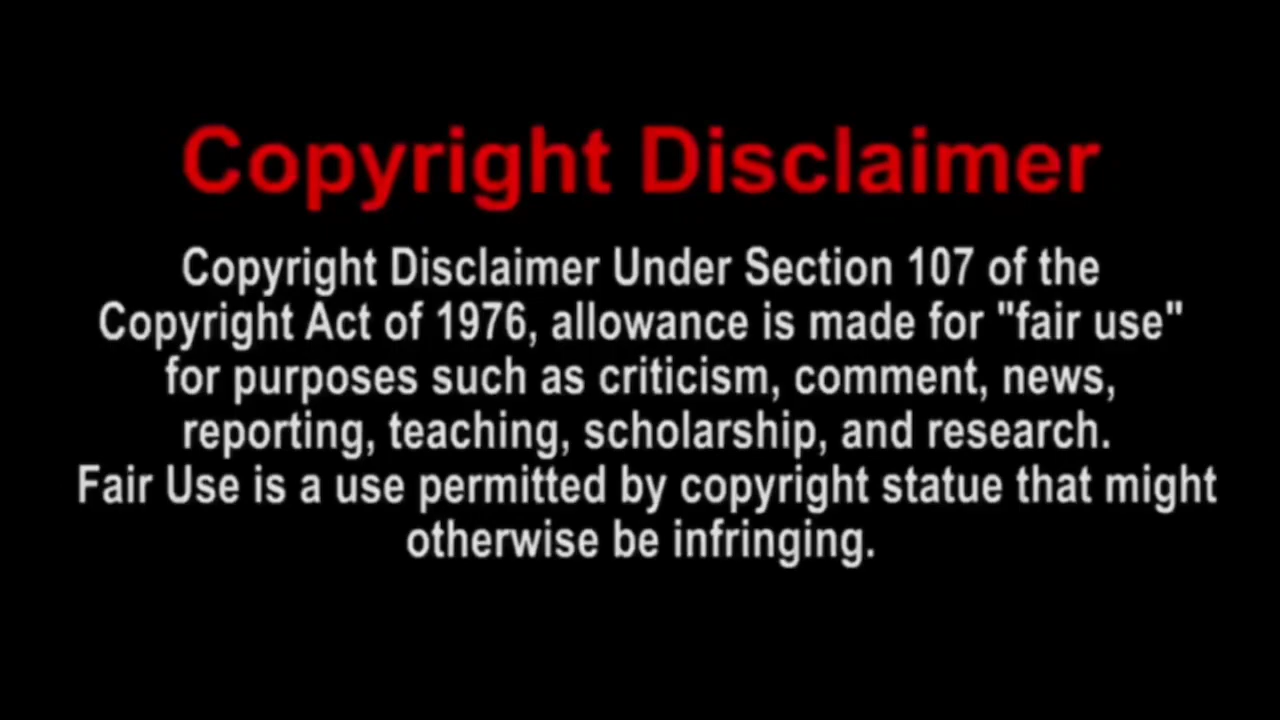 Copyright Disclaimer
Copyright Disclaimer Under Section 107 of the
Copyright Act of 1976, allowance is made for "fair use"
for purposes such as criticism, comment, news,
reporting, teaching, scholarship, and research.
Fair Use is a use permitted by copyright statue that might
otherwise be infringing.